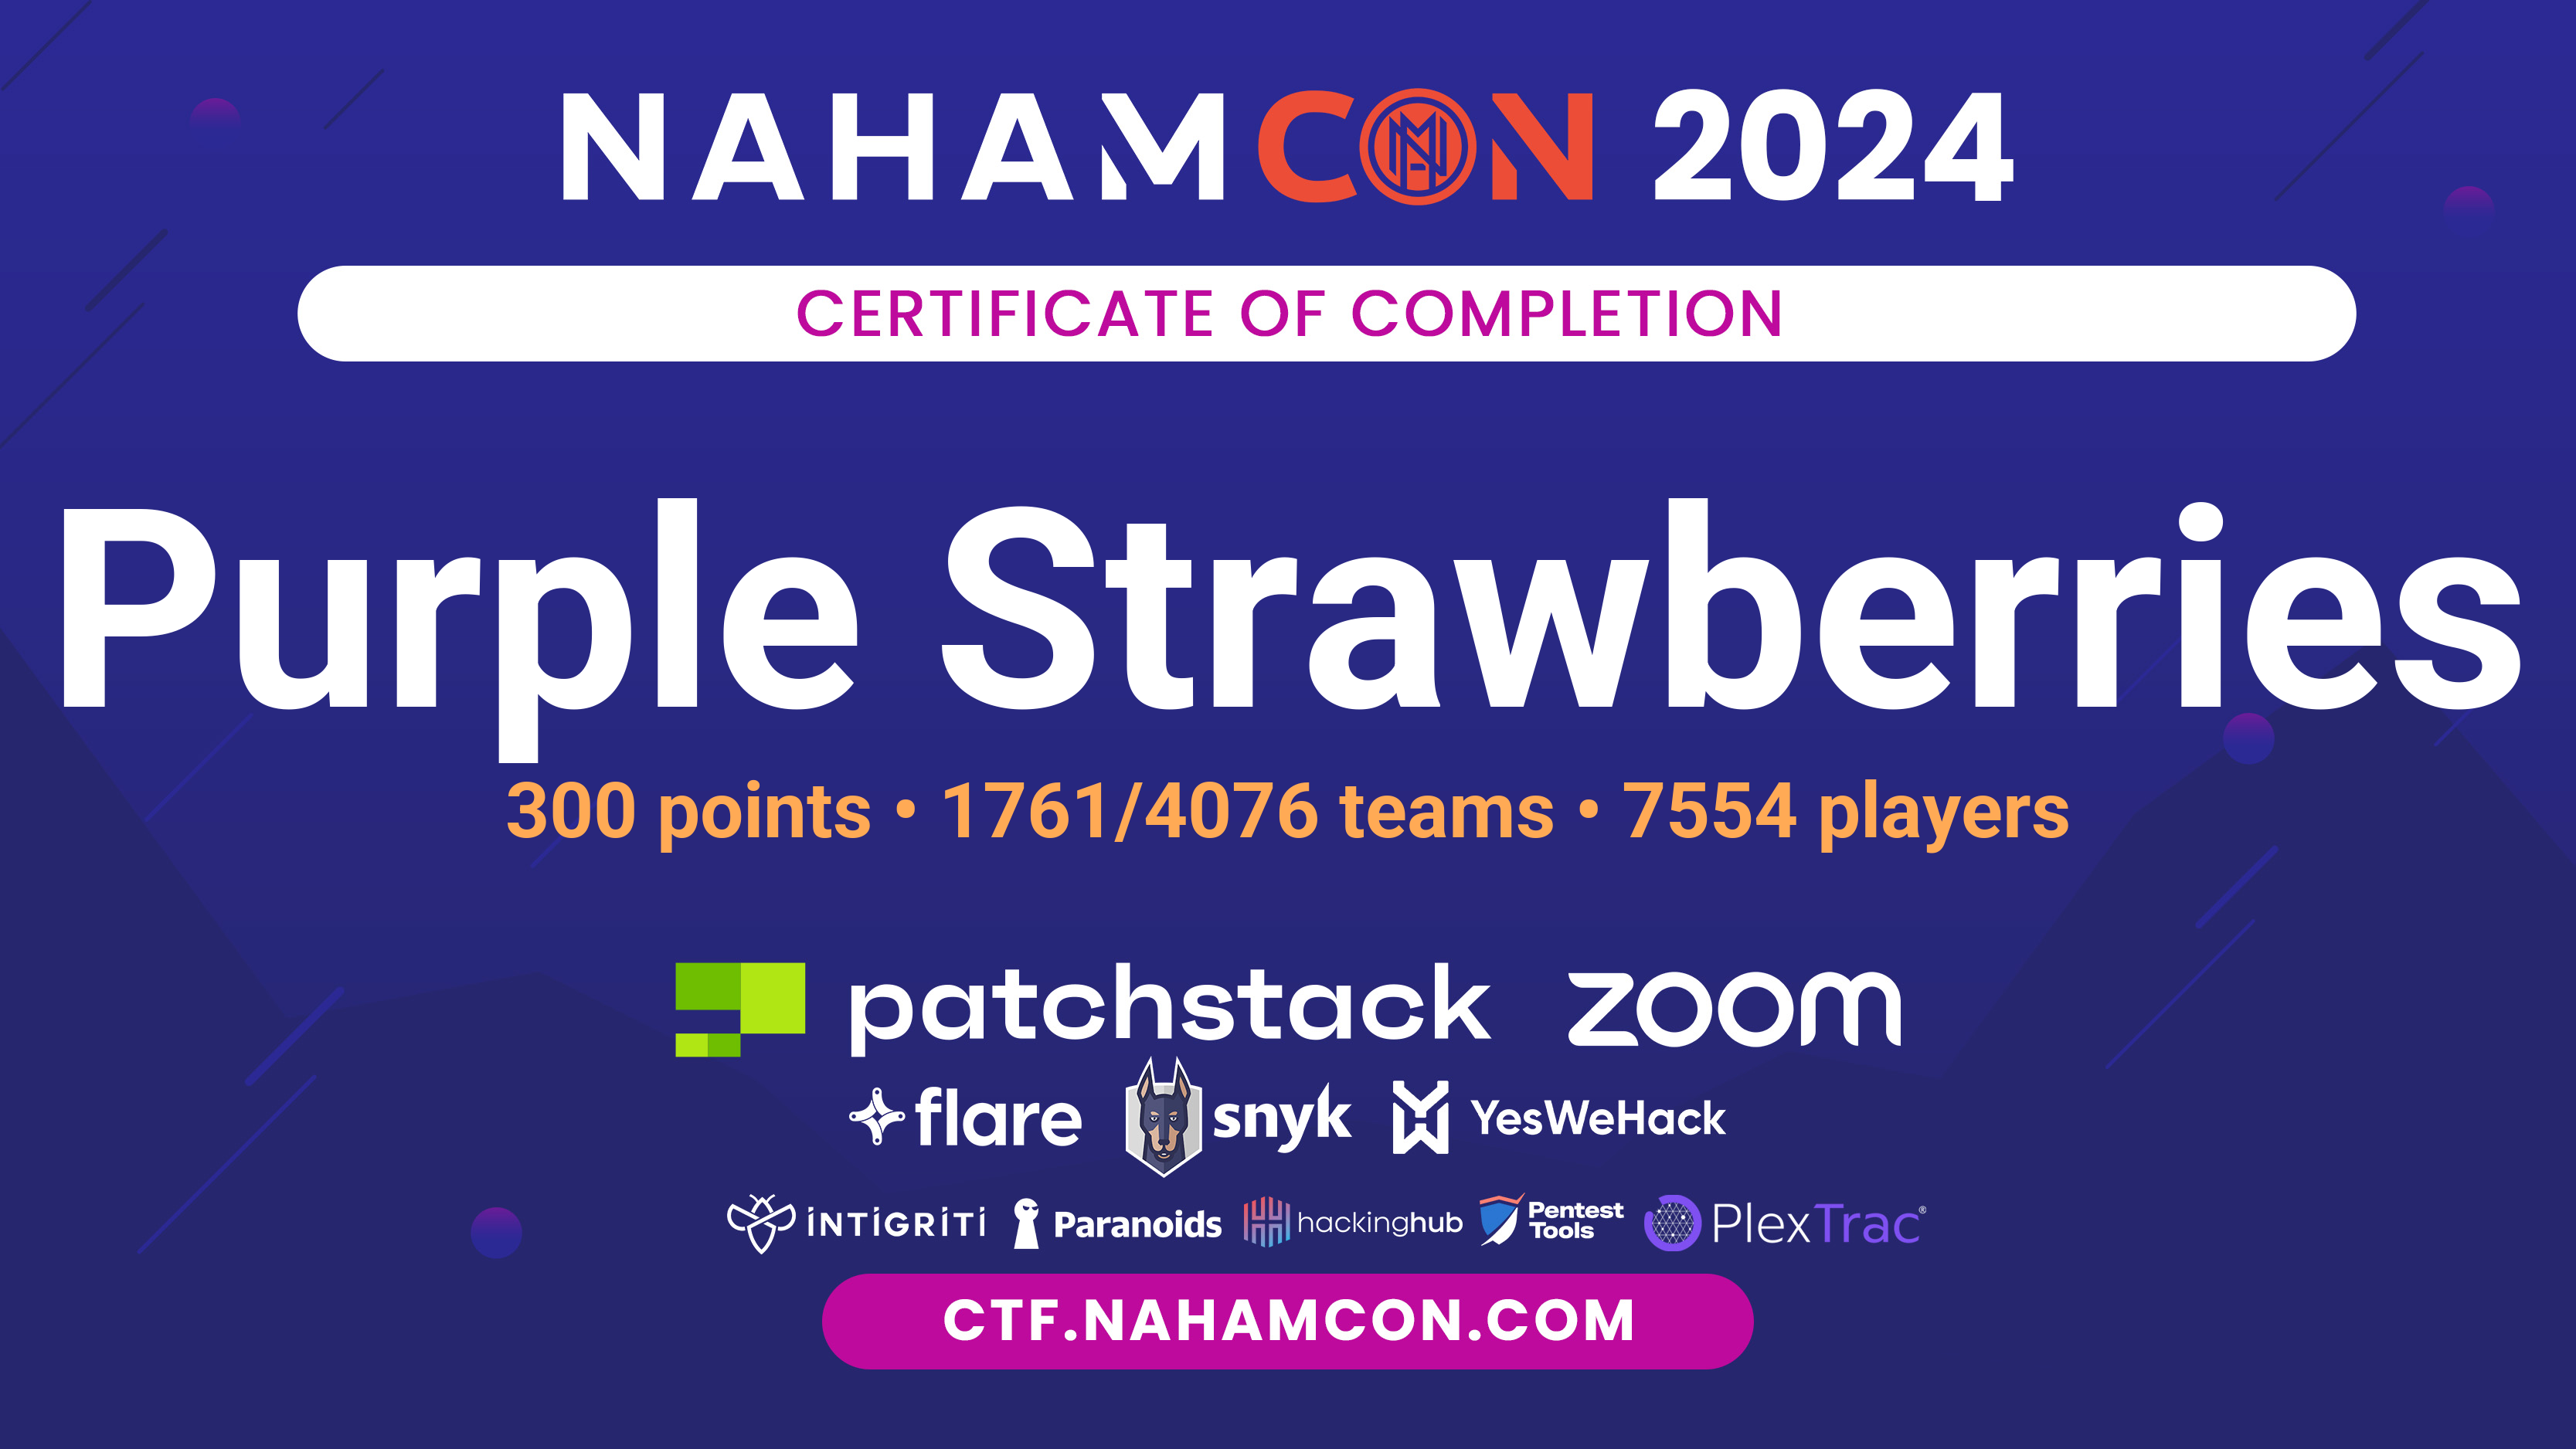 NAHAMCON 2024
CERTIFICATE OF COMPLETION
Purple Strawberries
300 points • 1761/4076 teams • 7554 players
patchstack zoom
flare snyk YesWeHack
INTIGRITI Paranoids hackinghub Pentest Tools PlexTrac®
CTF.NAHAMCON.COM